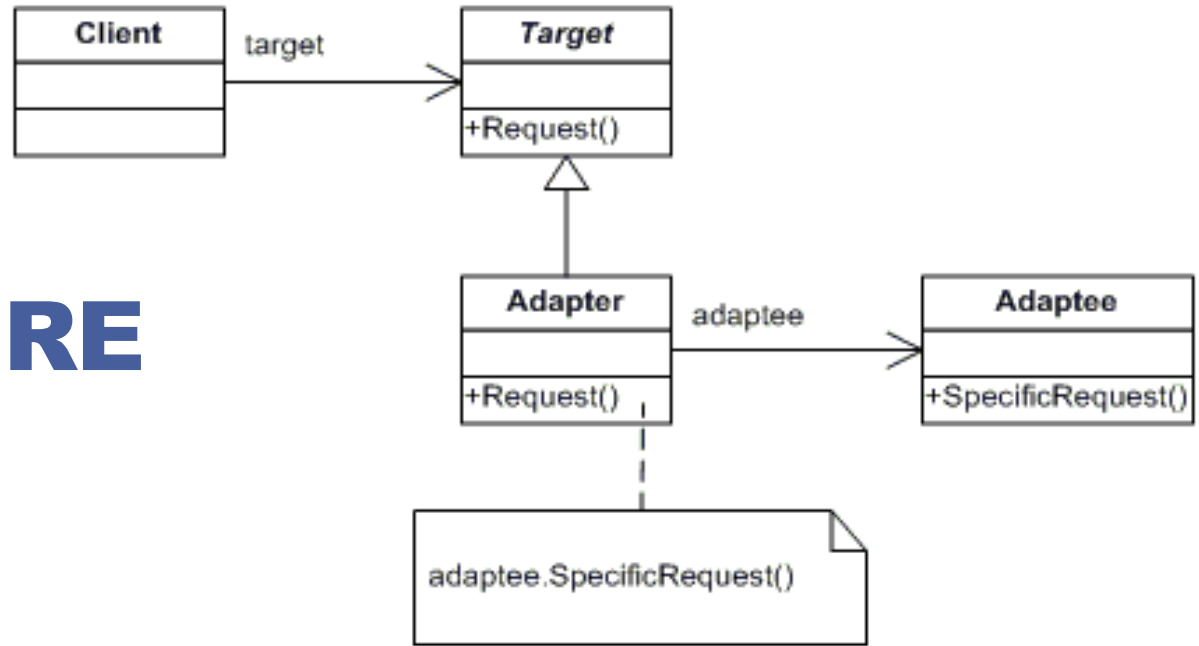 Client
target
Target
+Request()
RE
Adapter
adaptee
Adaptee
+Request()
+SpecificRequest()
adaptee.SpecificRequest()